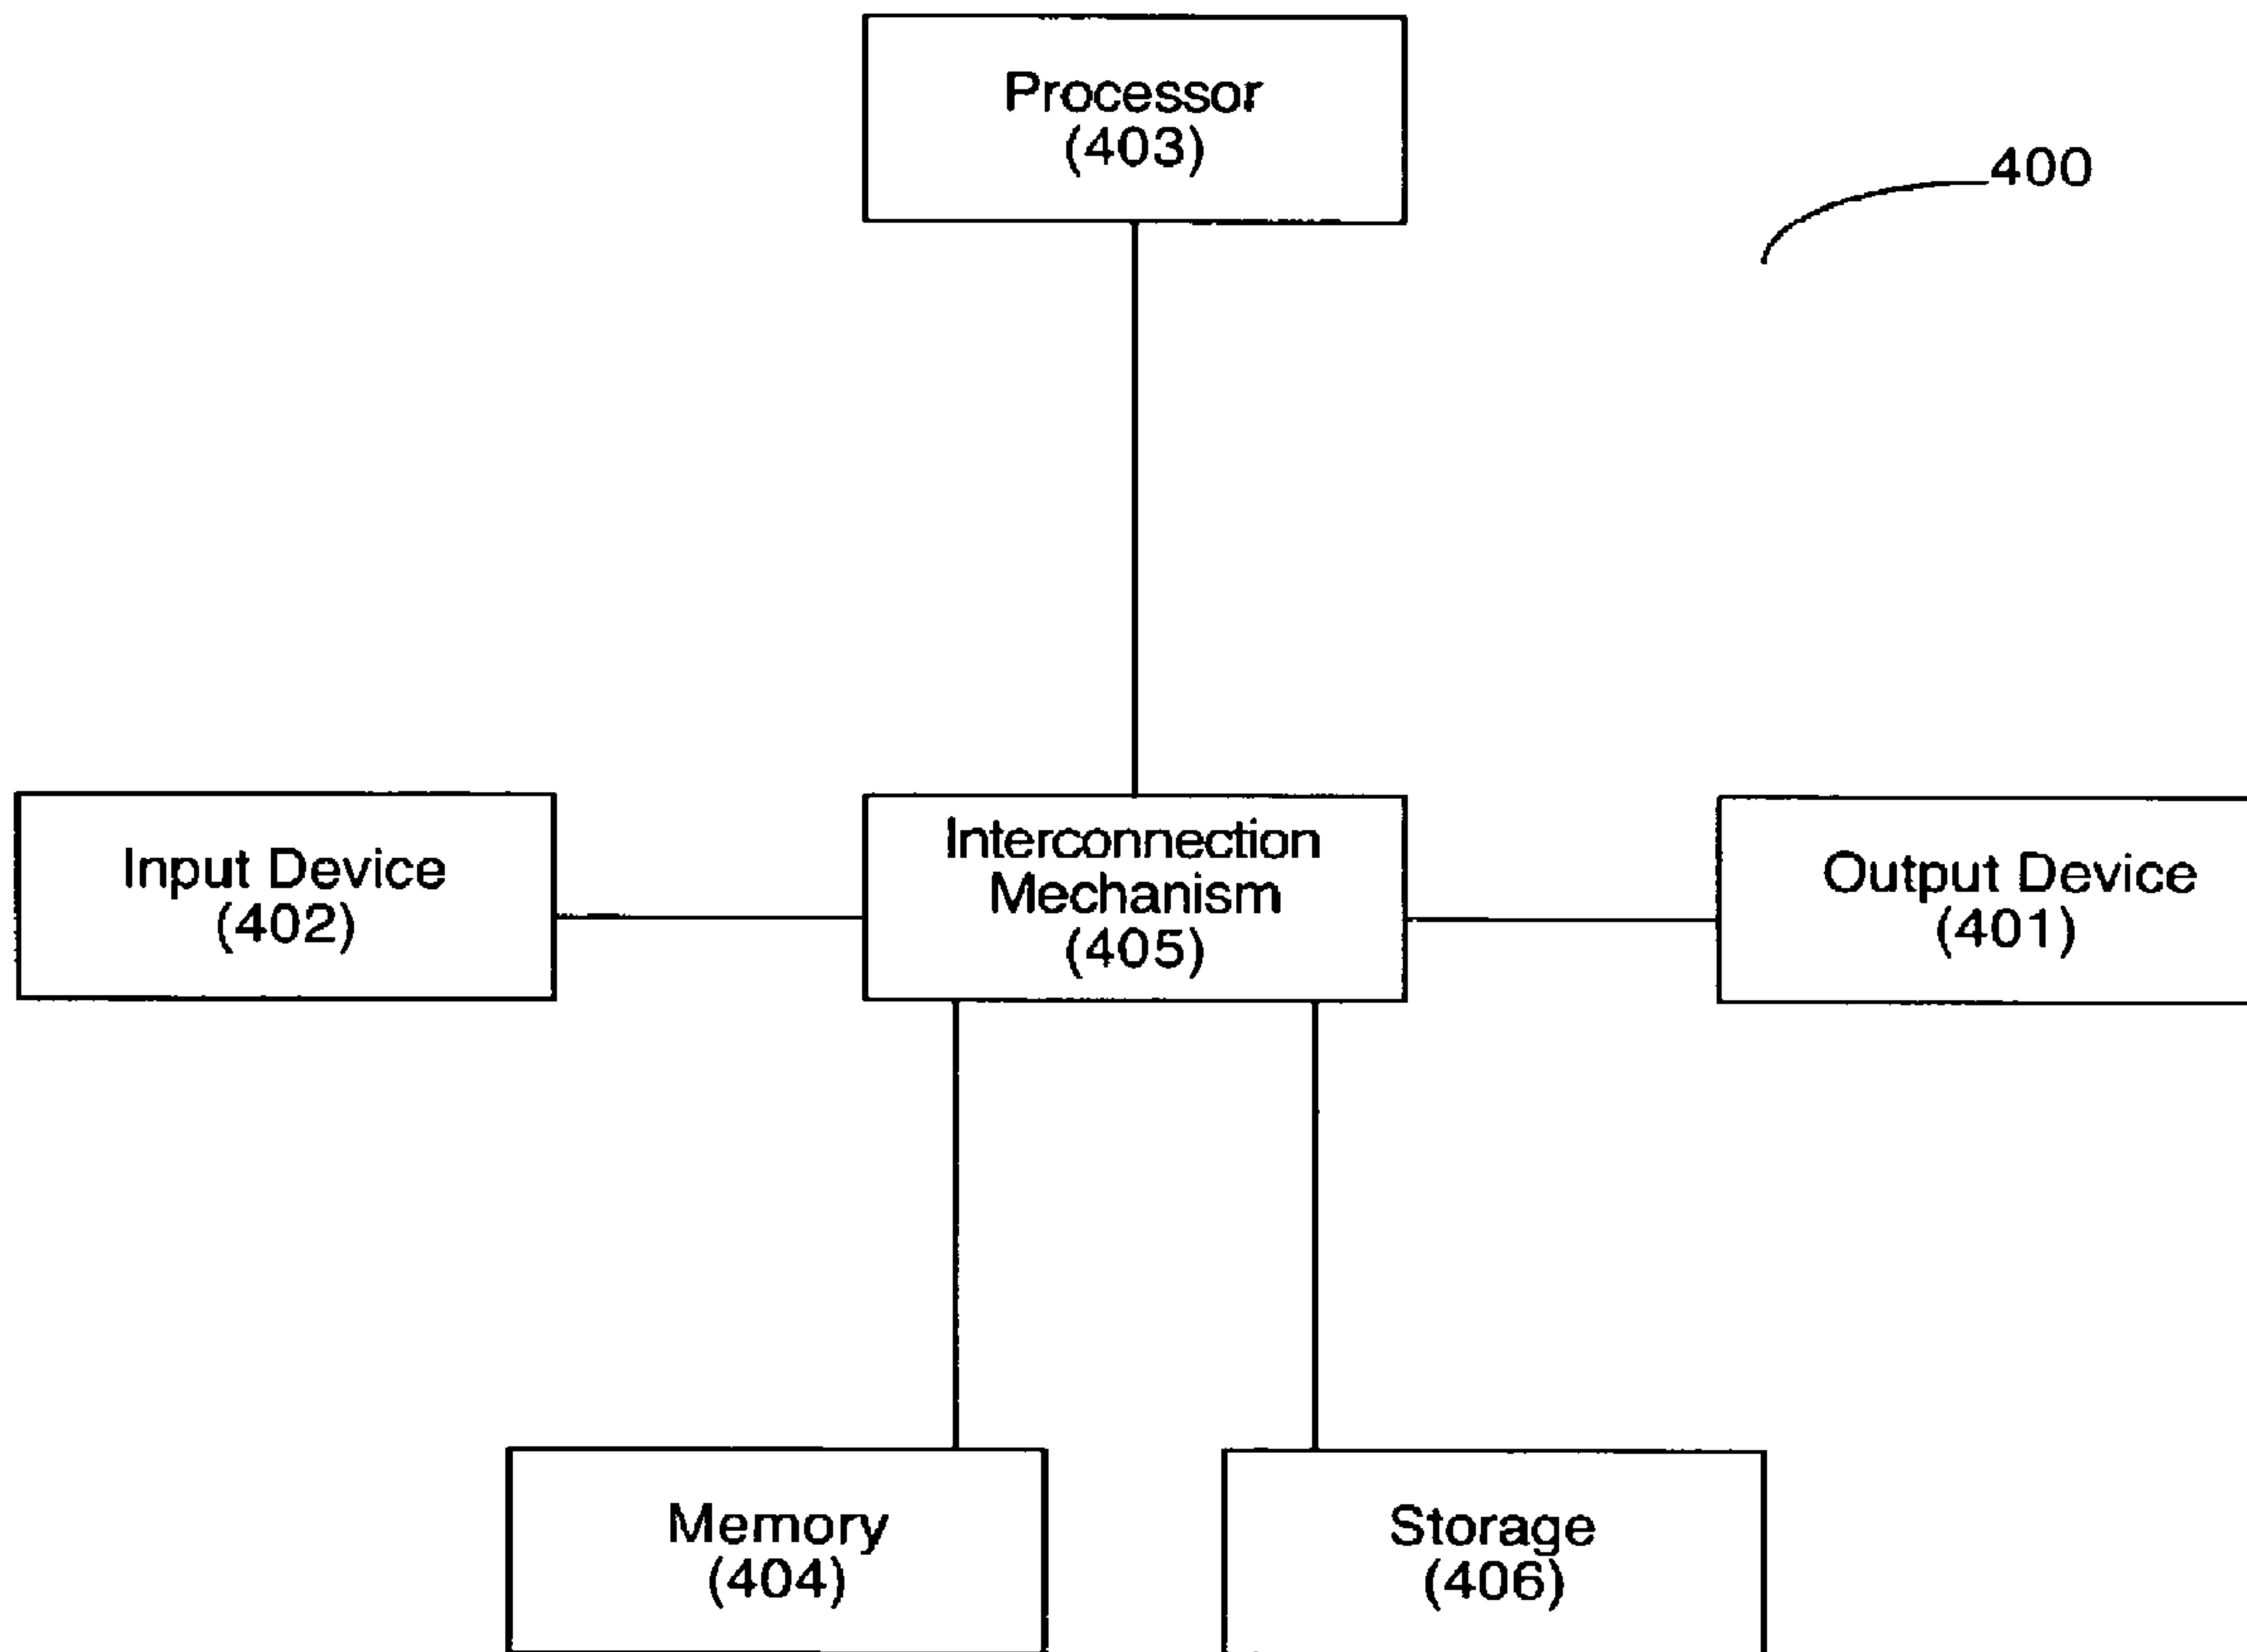 Processor
(403)
400
Input Device
(402)
Interconnection
Mechanism
(405)
Output Device
(401)
Memory
(404)
Storage
(406)